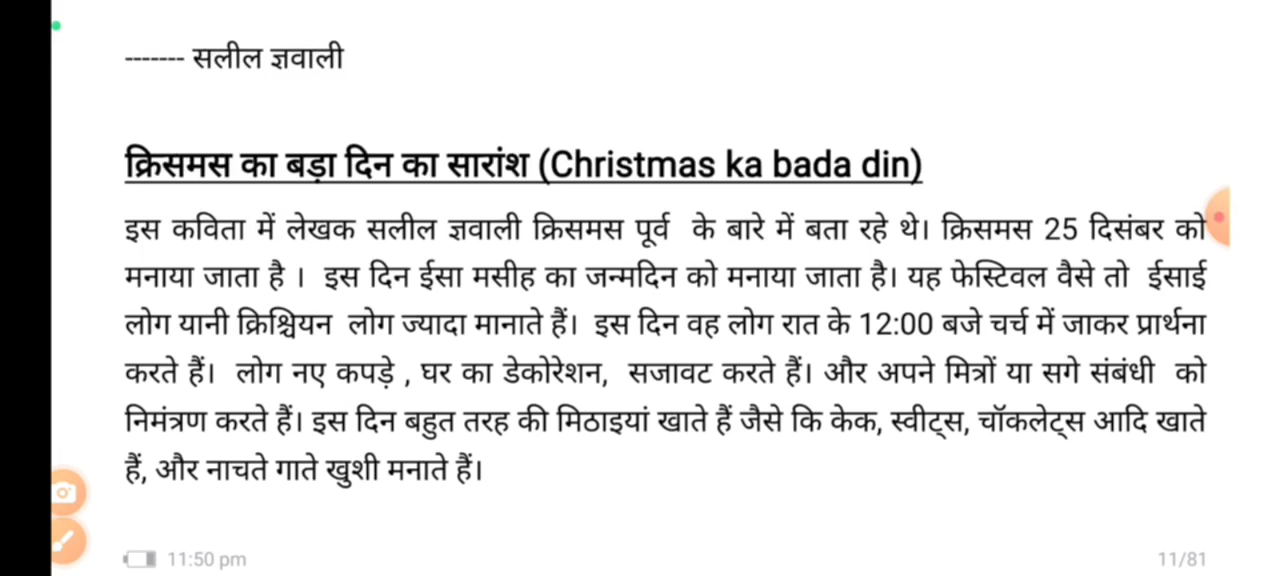 ------- सलील ज्ञवाली
क्रिसमस का बड़ा दिन का सारांश (Christmas ka bada din)
इस कविता में लेखक सलील ज्ञवाली क्रिसमस पूर्व के बारे में बता रहे थे। क्रिसमस 25 दिसंबर को
मनाया जाता है । इस दिन ईसा मसीह का जन्मदिन को मनाया जाता है। यह फेस्टिवल वैसे तो ईसाई
लोग यानी क्रिश्चियन लोग ज्यादा मानाते हैं। इस दिन वह लोग रात के 12:00 बजे चर्च में जाकर प्रार्थना
करते हैं। लोग नए कपड़े , घर का डेकोरेशन, सजावट करते हैं। और अपने मित्रों या सगे संबंधी को
निमंत्रण करते हैं। इस दिन बहुत तरह की मिठाइयां खाते हैं जैसे कि केक, स्वीट्स, चॉकलेट्स आदि खाते
हैं, और नाचते गाते खुशी मनाते हैं।
11:50 pm
11/81